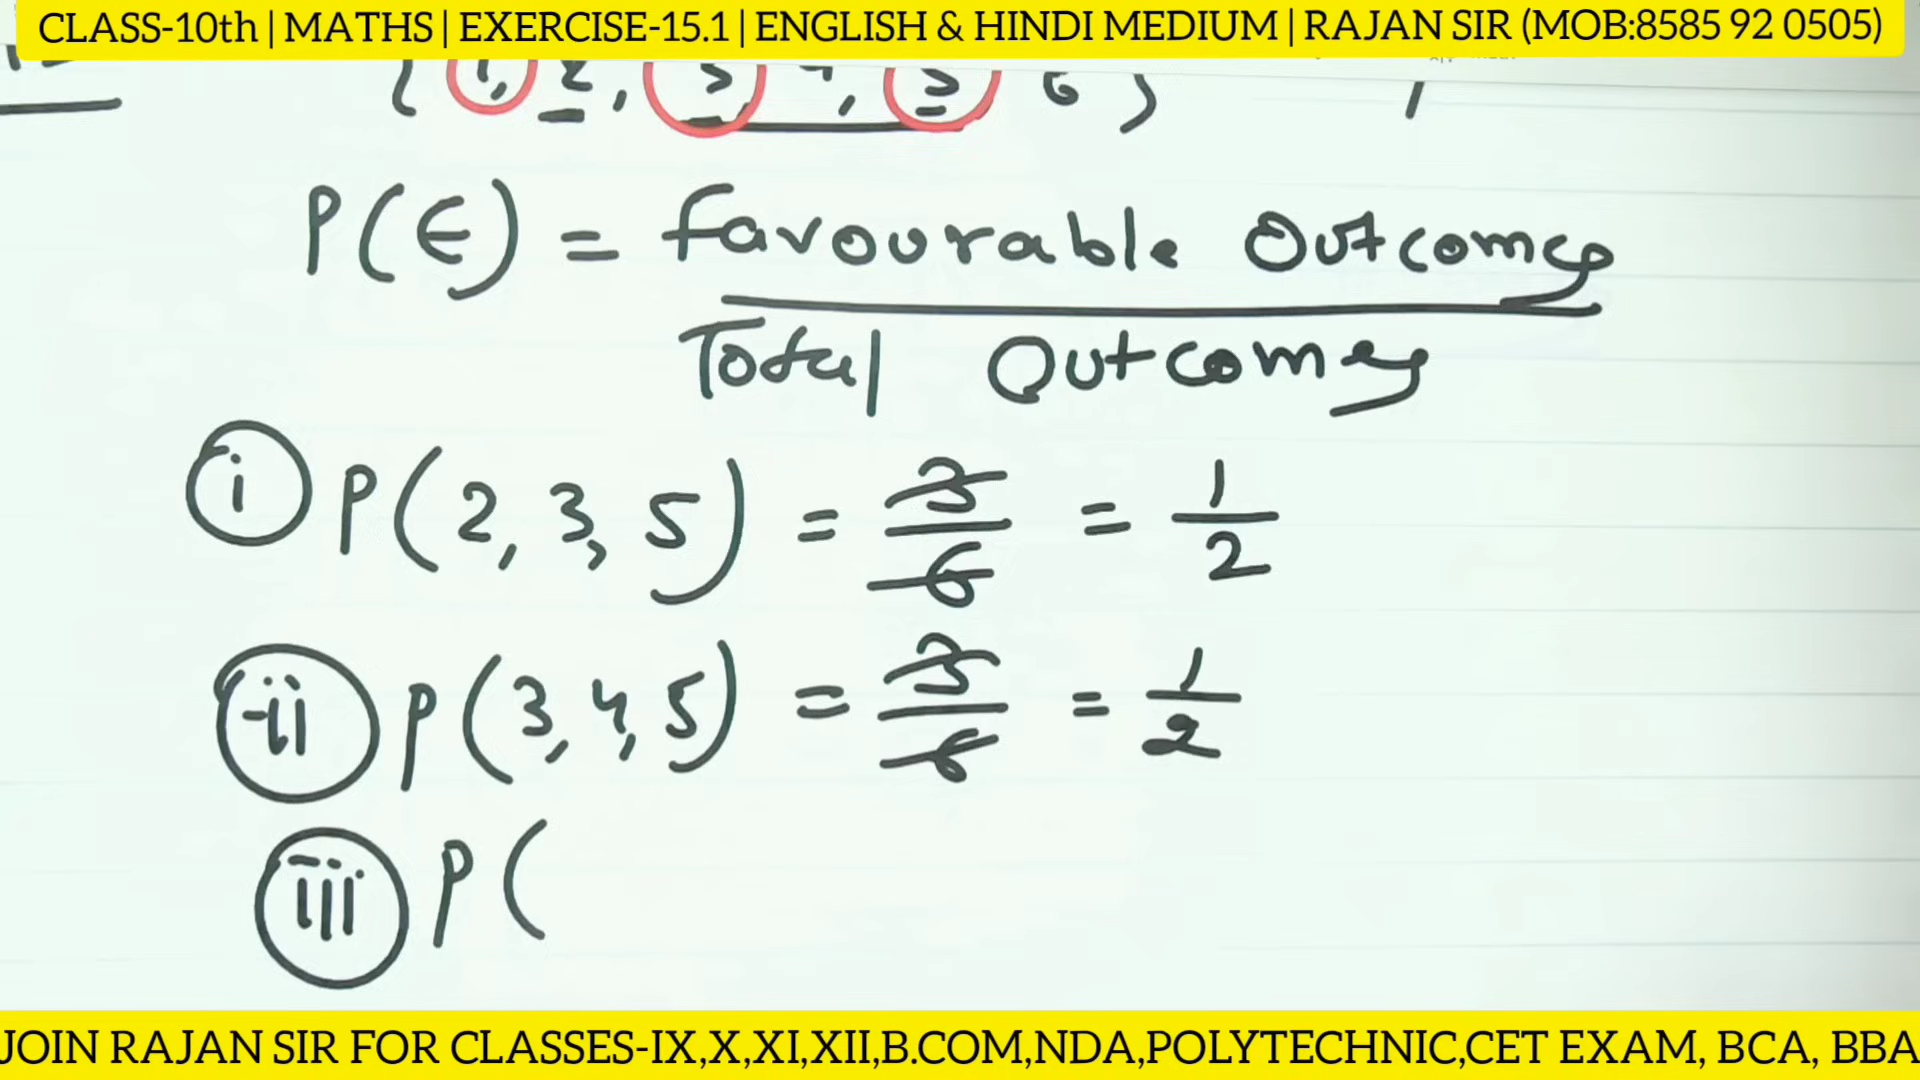 CLASS-10th | MATHS | EXERCISE-15.1 | ENGLISH & HINDI MEDIUM | RAJAN SIR (MOB:8585 92 0505)
{ 1, 2, 3, 4, 5 6 }
P(E) = favourable Outcomes
Total Outcomes
i P(2, 3, 5) = 3/6 = 1/2
ii P(3, 4, 5) = 3/6 = 1/2
iii P(
JOIN RAJAN SIR FOR CLASSES-IX,X,XI,XII,B.COM,NDA,POLYTECHNIC,CET EXAM, BCA, BBA